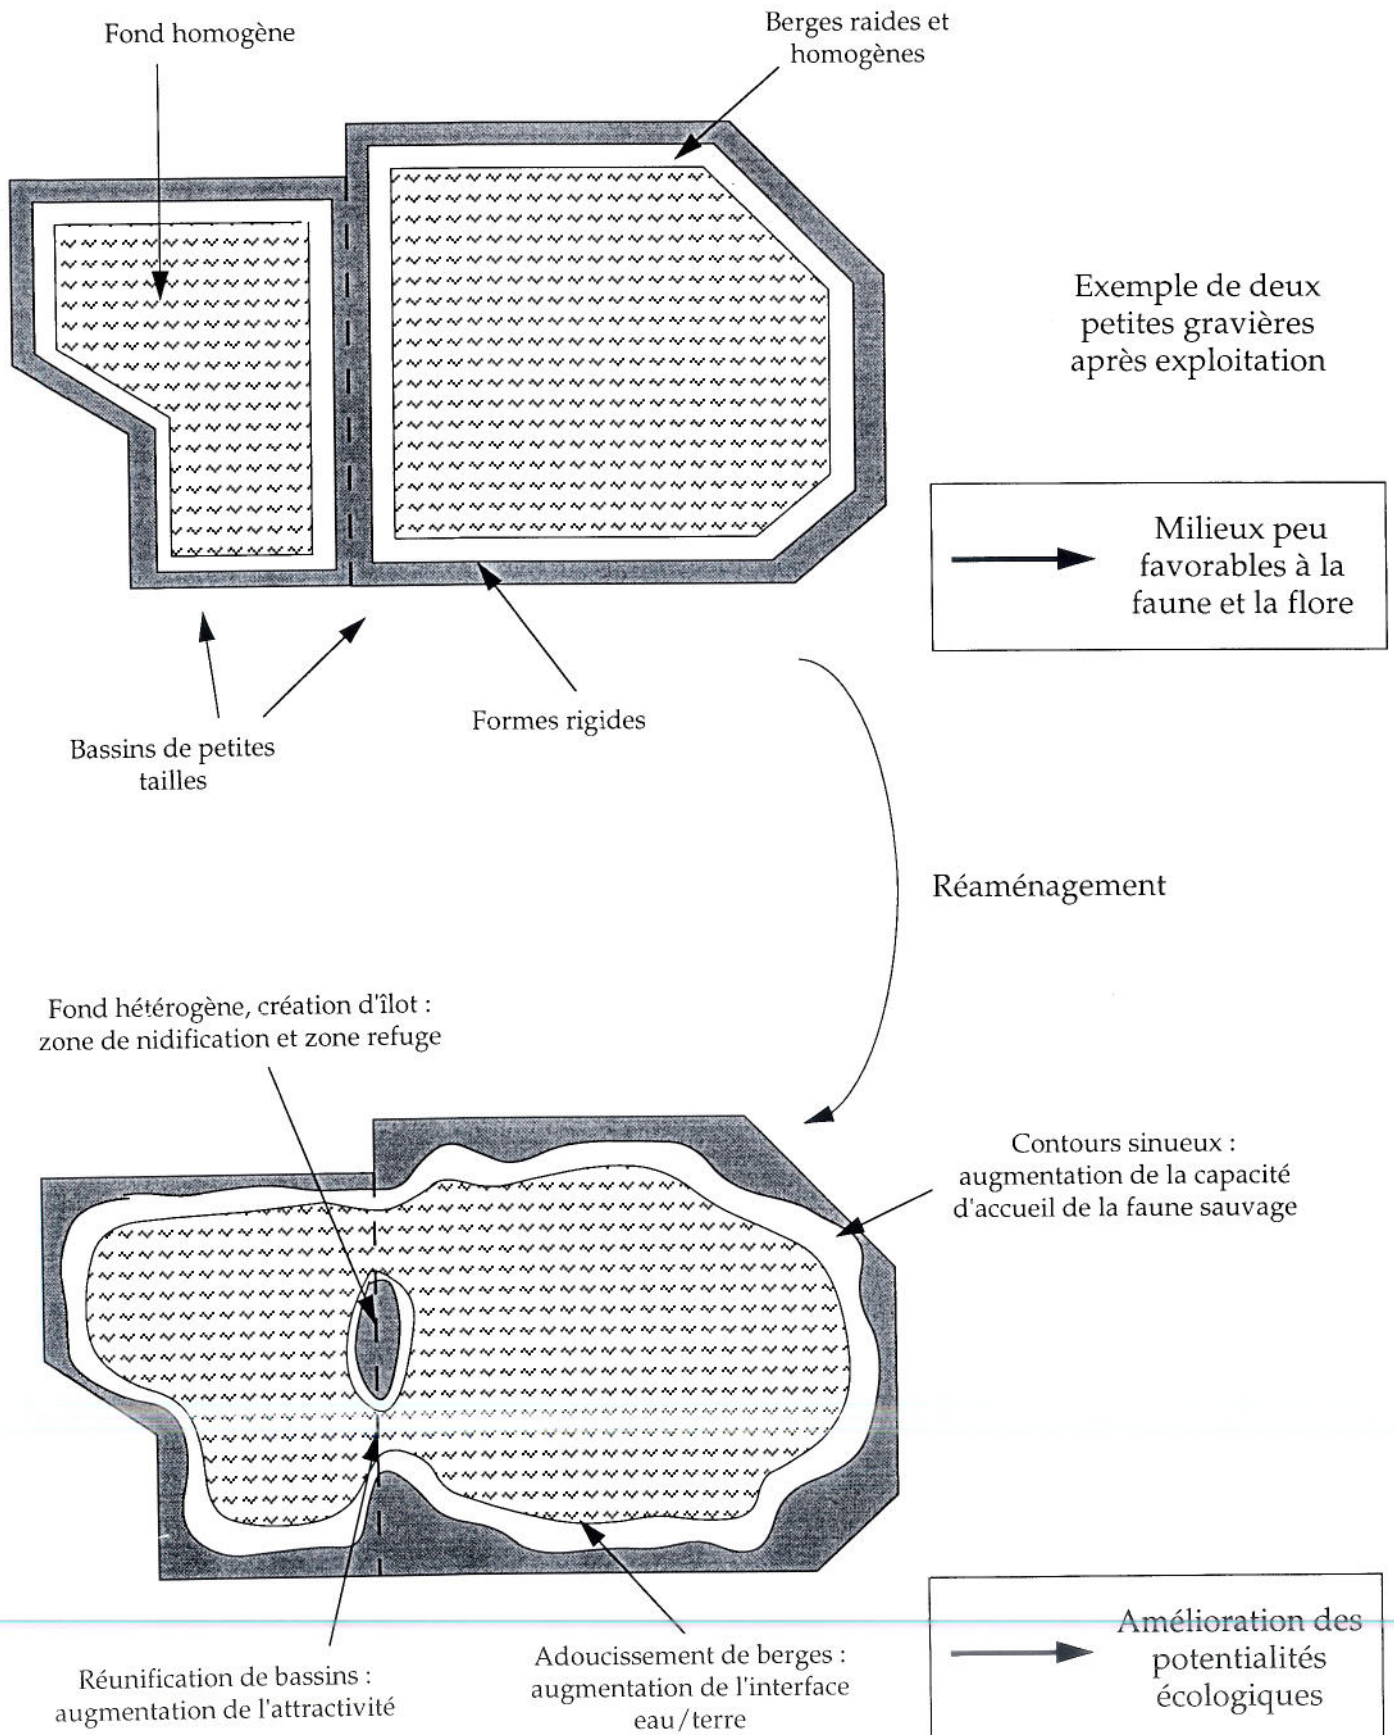 Fond homogène
Berges raides et
homogènes
Exemple de deux
petites gravières
après exploitation
Milieux peu
favorables à la
faune et la flore
Formes rigides
Bassins de petites
tailles
Réaménagement
Fond hétérogène, création d'îlot :
zone de nidification et zone refuge
Contours sinueux :
augmentation de la capacité
d'accueil de la faune sauvage
Réunification de bassins :
augmentation de l'attractivité
Adoucissement de berges :
augmentation de l'interface
eau/terre
Amélioration des
potentialités
écologiques